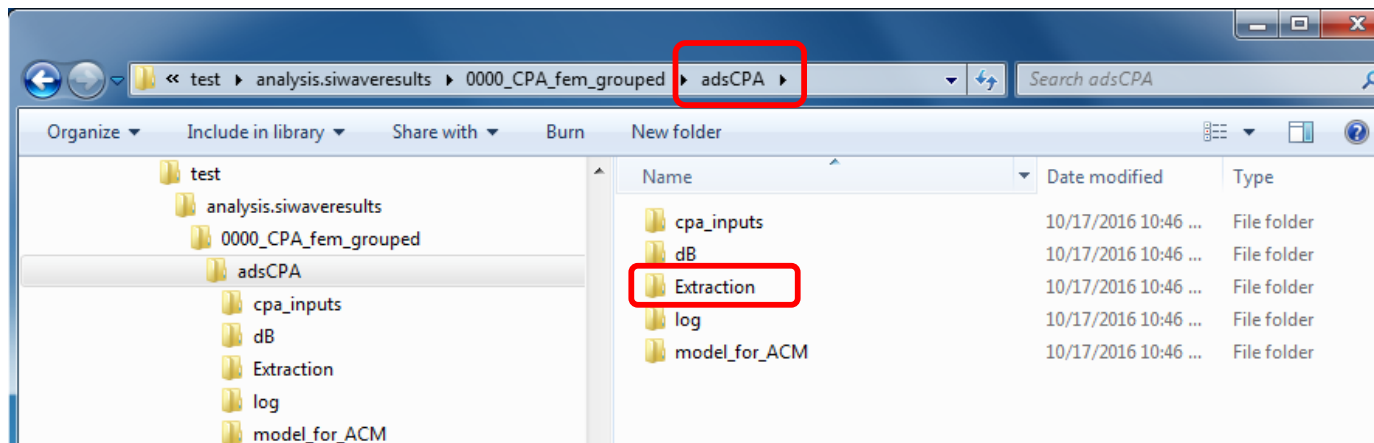 « test ▸ analysis.siwaveresults ▸ 0000_CPA_fem_grouped ▸ adsCPA ▸ Search adsCPA
Organize Include in library Share with Burn New folder
test
analysis.siwaveresults
0000_CPA_fem_grouped
adsCPA
cpa_inputs
dB
Extraction
log
model_for_ACM
Name Date modified Type
cpa_inputs 10/17/2016 10:46 ... File folder
dB 10/17/2016 10:46 ... File folder
Extraction 10/17/2016 10:46 ... File folder
log 10/17/2016 10:46 ... File folder
model_for_ACM 10/17/2016 10:46 ... File folder